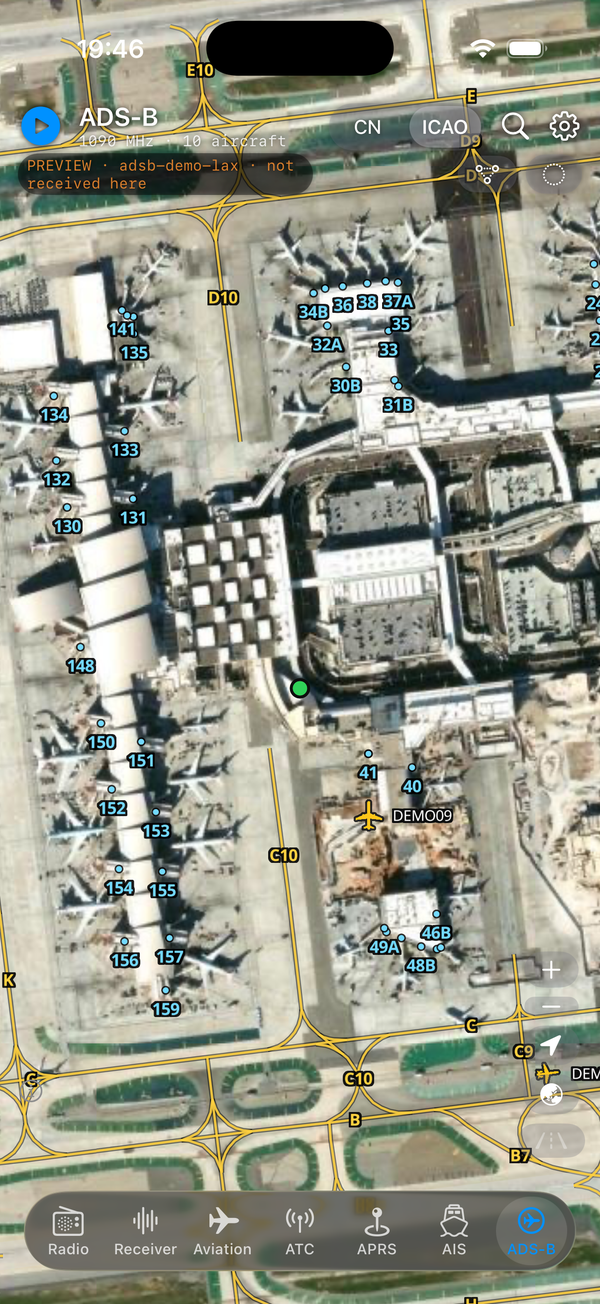 19:46
E10
E
ADS-B
CN
ICAO
1090 MHz · 10 aircraft
D9
PREVIEW · adsb-demo-lax · not
received here
D10
34B
36
38
37A
35
33
32A
30B
31B
141
135
134
133
132
131
130
148
150
151
152
153
154
155
156
157
159
41
40
DEMO09
C10
46B
49A
48B
K
C
C9
C
C10
B
B7
Radio
Receiver
Aviation
ATC
APRS
AIS
ADS-B